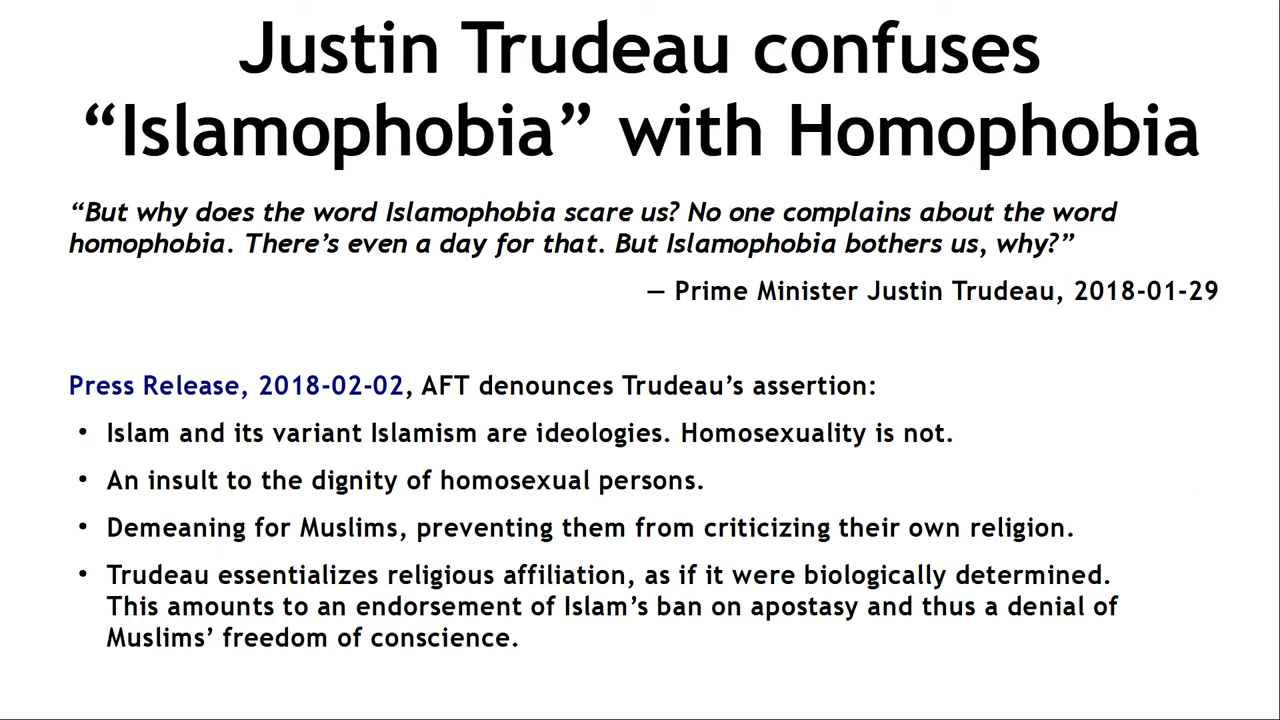 Justin Trudeau confuses
“Islamophobia” with Homophobia
“But why does the word Islamophobia scare us? No one complains about the word
homophobia. There’s even a day for that. But Islamophobia bothers us, why?”
— Prime Minister Justin Trudeau, 2018-01-29
Press Release, 2018-02-02, AFT denounces Trudeau’s assertion:
• Islam and its variant Islamism are ideologies. Homosexuality is not.
• An insult to the dignity of homosexual persons.
• Demeaning for Muslims, preventing them from criticizing their own religion.
• Trudeau essentializes religious affiliation, as if it were biologically determined.
This amounts to an endorsement of Islam’s ban on apostasy and thus a denial of
Muslims’ freedom of conscience.